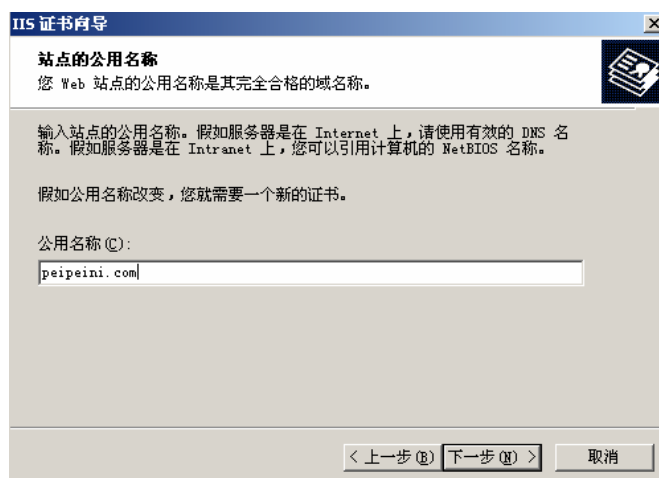 IIS 证书向导
站点的公用名称
您 Web 站点的公用名称是其完全合格的域名称。
输入站点的公用名称。假如服务器是在 Internet 上，请使用有效的 DNS 名
称。假如服务器是在 Intranet 上，您可以引用计算机的 NetBIOS 名称。
假如公用名称改变，您就需要一个新的证书。
公用名称(C):
peipeini.com
< 上一步(B) 下一步(N) > 取消